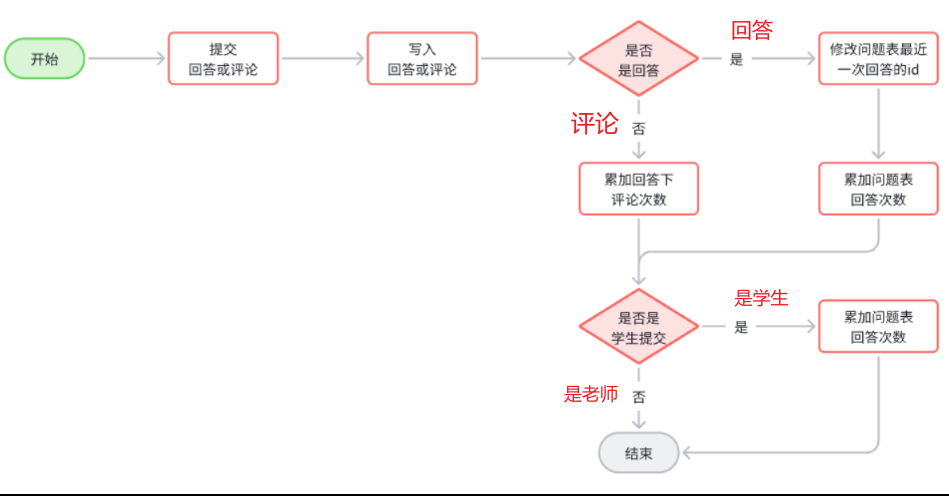 开始
提交
回答或评论
写入
回答或评论
是否
是回答
回答
是
修改问题表最近
一次回答的id
评论
否
累加回答下
评论次数
累加问题表
回答次数
是否是
学生提交
是学生
是
累加问题表
回答次数
是老师
否
结束